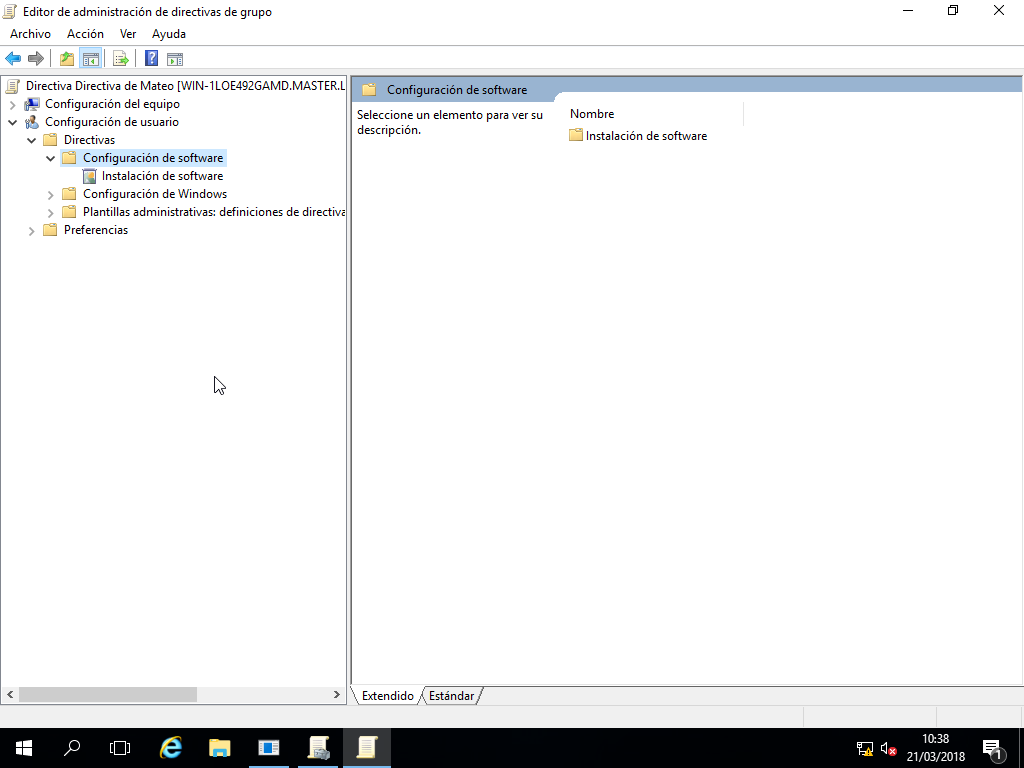 Editor de administración de directivas de grupo
Archivo Acción Ver Ayuda
Directiva Directiva de Mateo [WIN-1LOE492GAMD.MASTER.L
Configuración del equipo
Configuración de usuario
Directivas
Configuración de software
Instalación de software
Configuración de Windows
Plantillas administrativas: definiciones de directiva
Preferencias
Configuración de software
Seleccione un elemento para ver su
descripción.
Nombre
Instalación de software
Extendido Estándar
10:38
21/03/2018
1